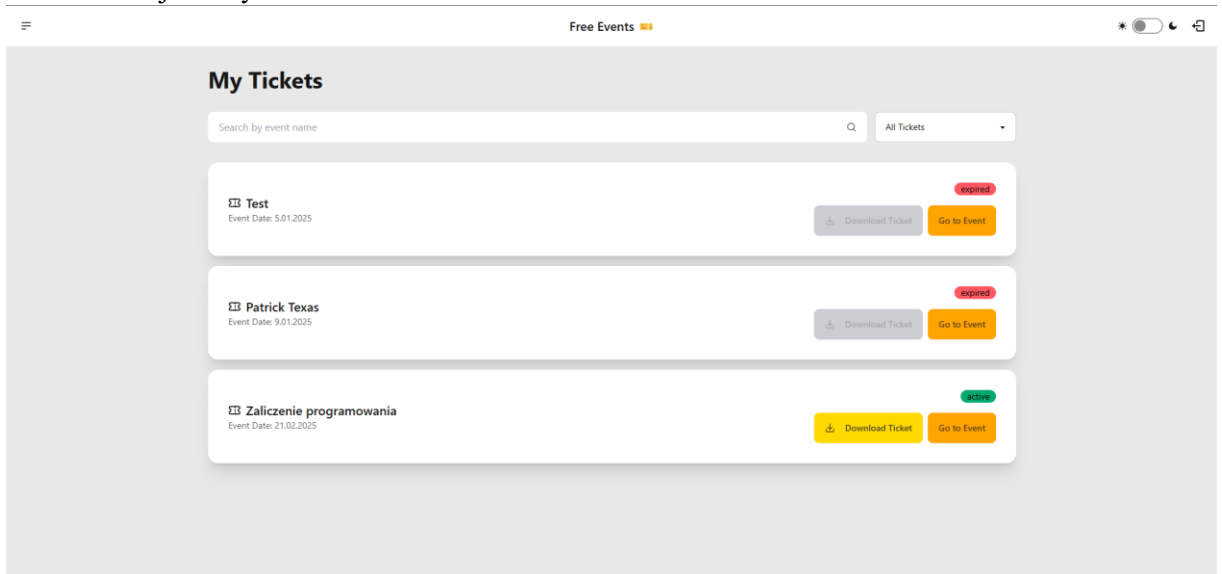 Free Events
My Tickets
Search by event name
All Tickets
expired
Test
Event Date: 5.01.2025
Download Ticket
Go to Event
expired
Patrick Texas
Event Date: 9.01.2025
Download Ticket
Go to Event
active
Zaliczenie programowania
Event Date: 21.02.2025
Download Ticket
Go to Event